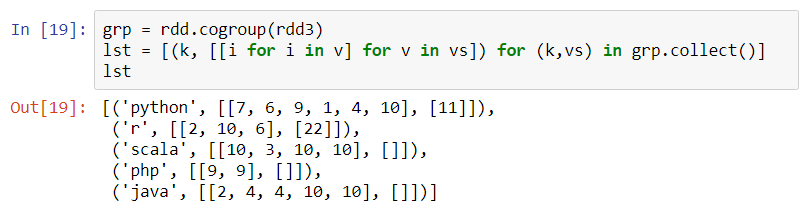 In [19]: grp = rdd.cogroup(rdd3)
lst = [(k, [[i for i in v] for v in vs]) for (k,vs) in grp.collect()]
lst
Out[19]: [('python', [[7, 6, 9, 1, 4, 10], [11]]),
('r', [[2, 10, 6], [22]]),
('scala', [[10, 3, 10, 10], []]),
('php', [[9, 9], []]),
('java', [[2, 4, 4, 10, 10], []])]